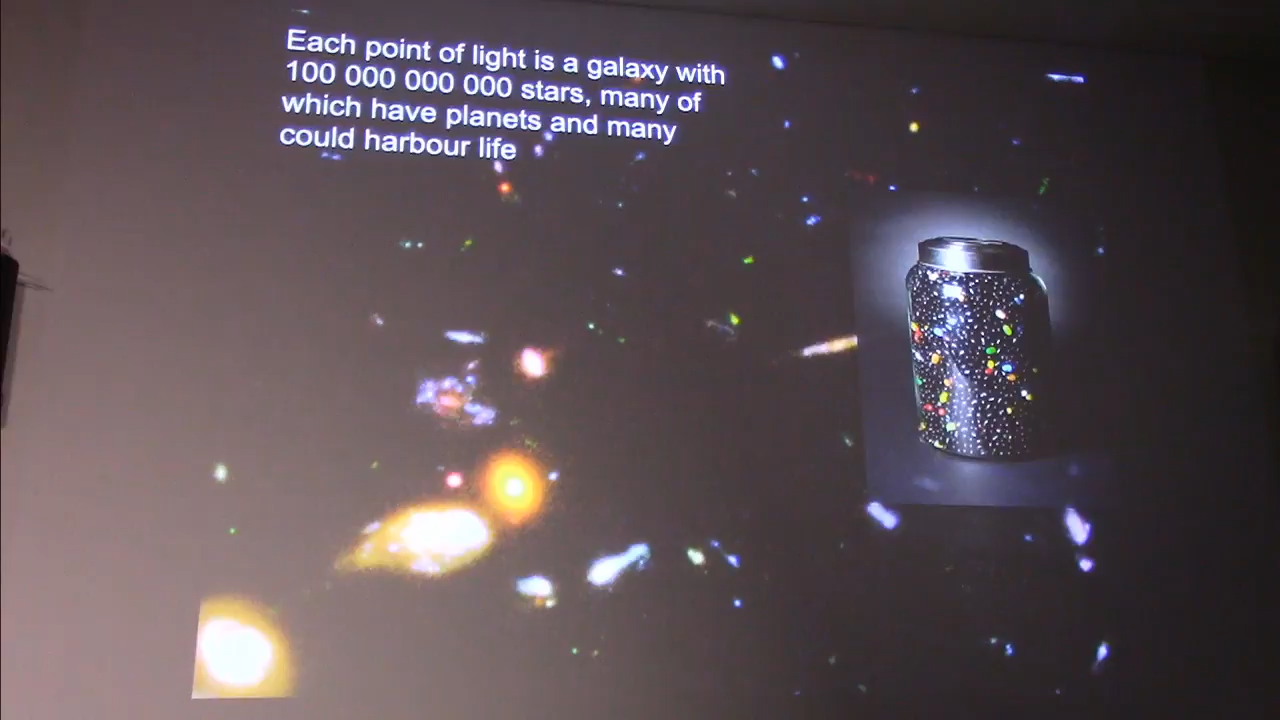 Each point of light is a galaxy with
100 000 000 000 stars, many of
which have planets and many
could harbour life